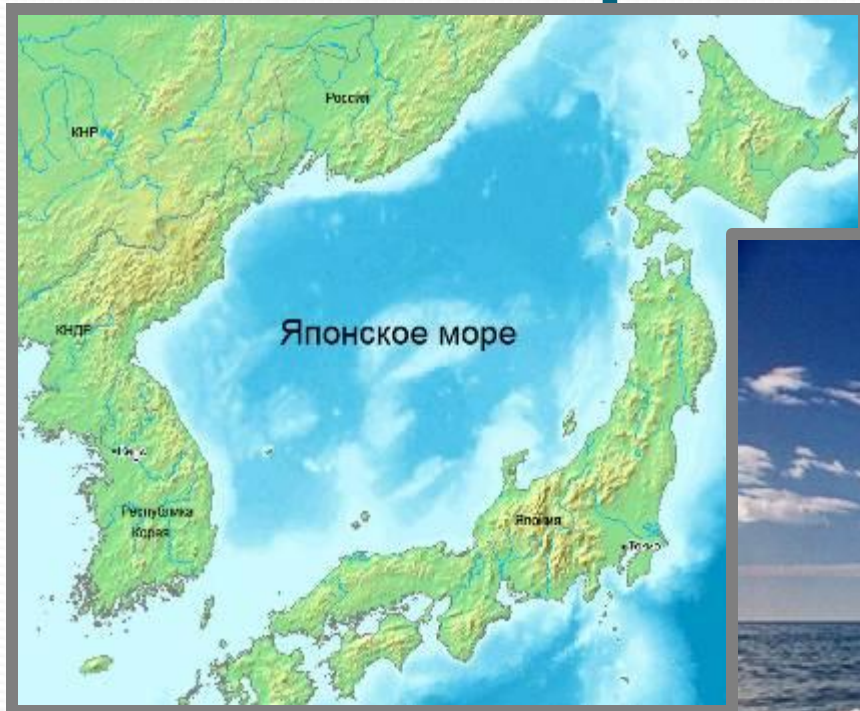 Россия
КНР
Японское море
КНДР
Республика
Корея
Япония
Токио